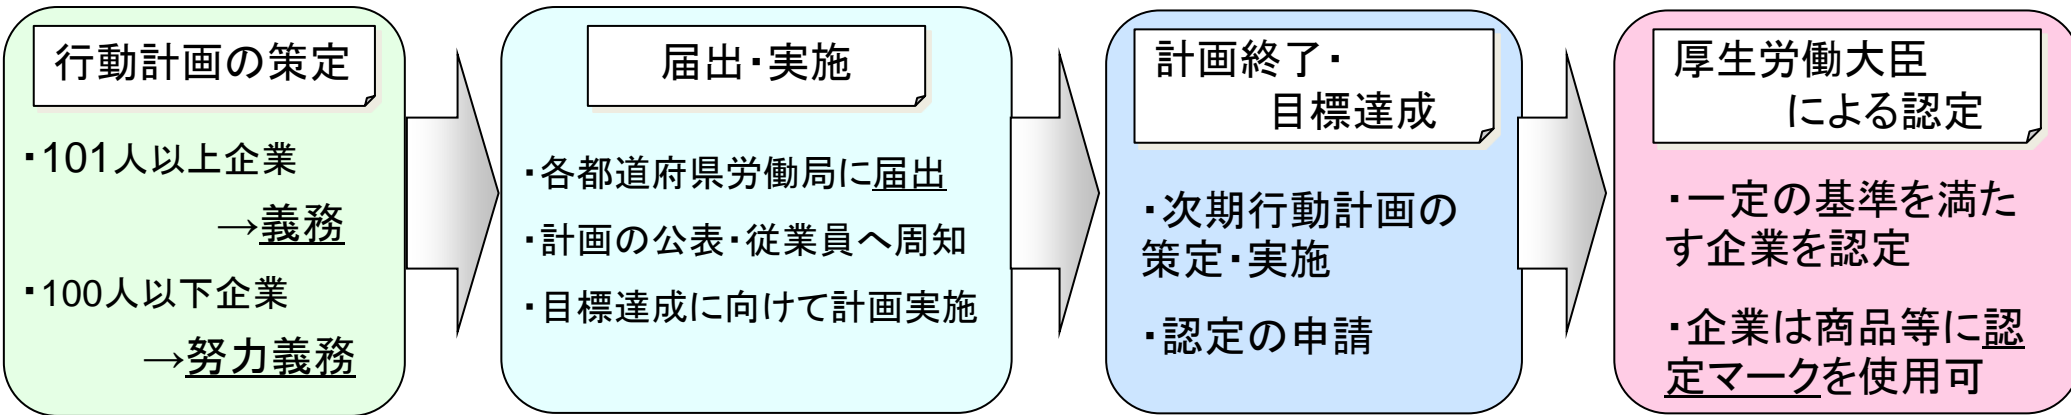 行動計画の策定
・101人以上企業
→義務
・100人以下企業
→努力義務
届出・実施
・各都道府県労働局に届出
・計画の公表・従業員へ周知
・目標達成に向けて計画実施
計画終了・
目標達成
・次期行動計画の
策定・実施
・認定の申請
厚生労働大臣
による認定
・一定の基準を満た
す企業を認定
・企業は商品等に認
定マークを使用可